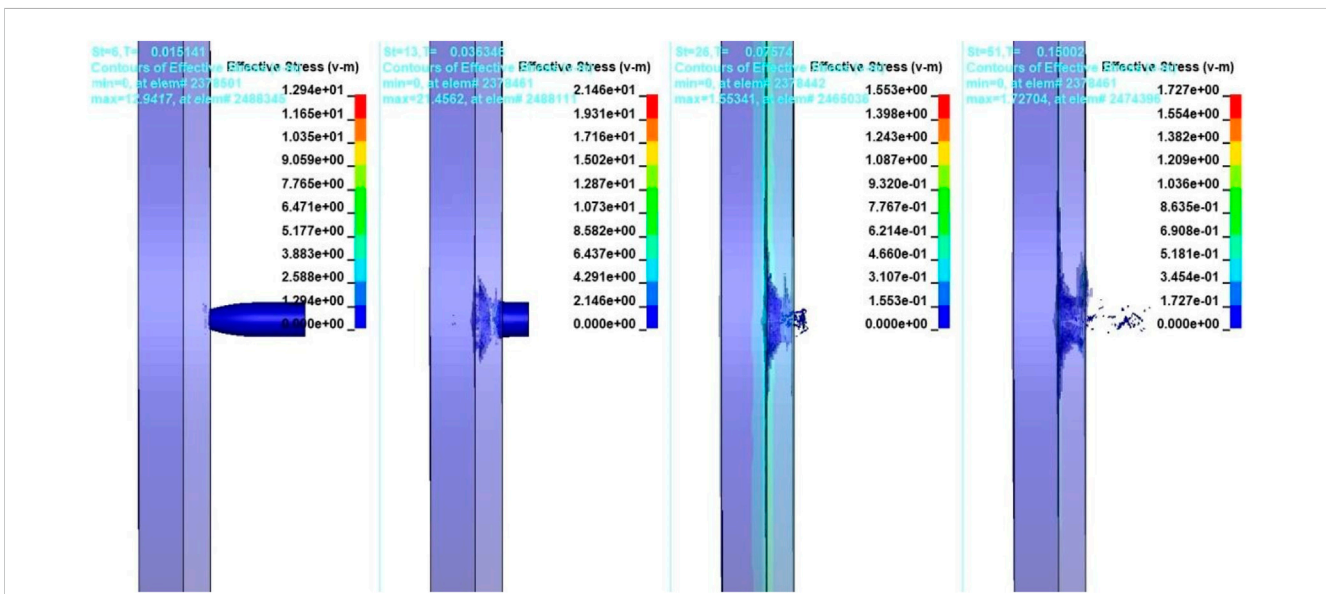 St=6,T= 0.015141
Contours of Effective Stress (v-m)
min=0, at elem# 2378501
max=12.9417, at elem# 2488345
Effective Stress (v-m)
1.294e+01
1.165e+01
1.035e+01
9.059e+00
7.765e+00
6.471e+00
5.177e+00
3.883e+00
2.588e+00
1.294e+00
0.000e+00
St=13,T= 0.036346
Contours of Effective
min=0, at elem# 2378461
max=21.4562, at elem# 2488111
Effective Stress (v-m)
2.146e+01
1.931e+01
1.716e+01
1.502e+01
1.287e+01
1.073e+01
8.582e+00
6.437e+00
4.291e+00
2.146e+00
0.000e+00
St=26,T= 0.07574
Contours of Effective
min=0, at elem# 2378442
max=1.55341, at elem# 2465036
Effective Stress (v-m)
1.553e+00
1.398e+00
1.243e+00
1.087e+00
9.320e-01
7.767e-01
6.214e-01
4.660e-01
3.107e-01
1.553e-01
0.000e+00
St=51,T= 0.15002
Contours of Effective
min=0, at elem# 2378461
max=1.72704, at elem# 2474396
Effective Stress (v-m)
1.727e+00
1.554e+00
1.382e+00
1.209e+00
1.036e+00
8.635e-01
6.908e-01
5.181e-01
3.454e-01
1.727e-01
0.000e+00